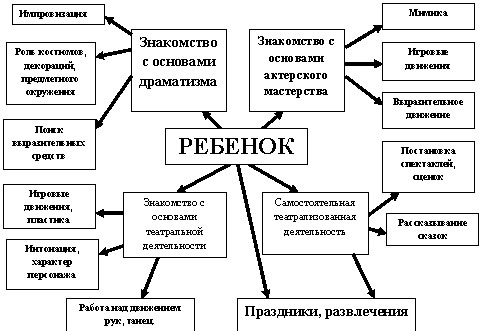 Импровизация
Роль костюмов,
декораций,
предметного
окружения
Поиск
выразительных
средств
Знакомство
с основами
драматизма
Знакомство с
основами
актерского
мастерства
Мимика
Игровые
движения
Выразительное
движение
РЕБЕНОК
Игровые
движения,
пластика
Интонация,
характер
персонажа
Знакомство с
основами
театральной
деятельности
Самостоятельная
театрализованная
деятельность
Постановка
спектаклей,
сценок
Рассказывание
сказок
Работа над движением
рук, танец
Праздники, развлечения